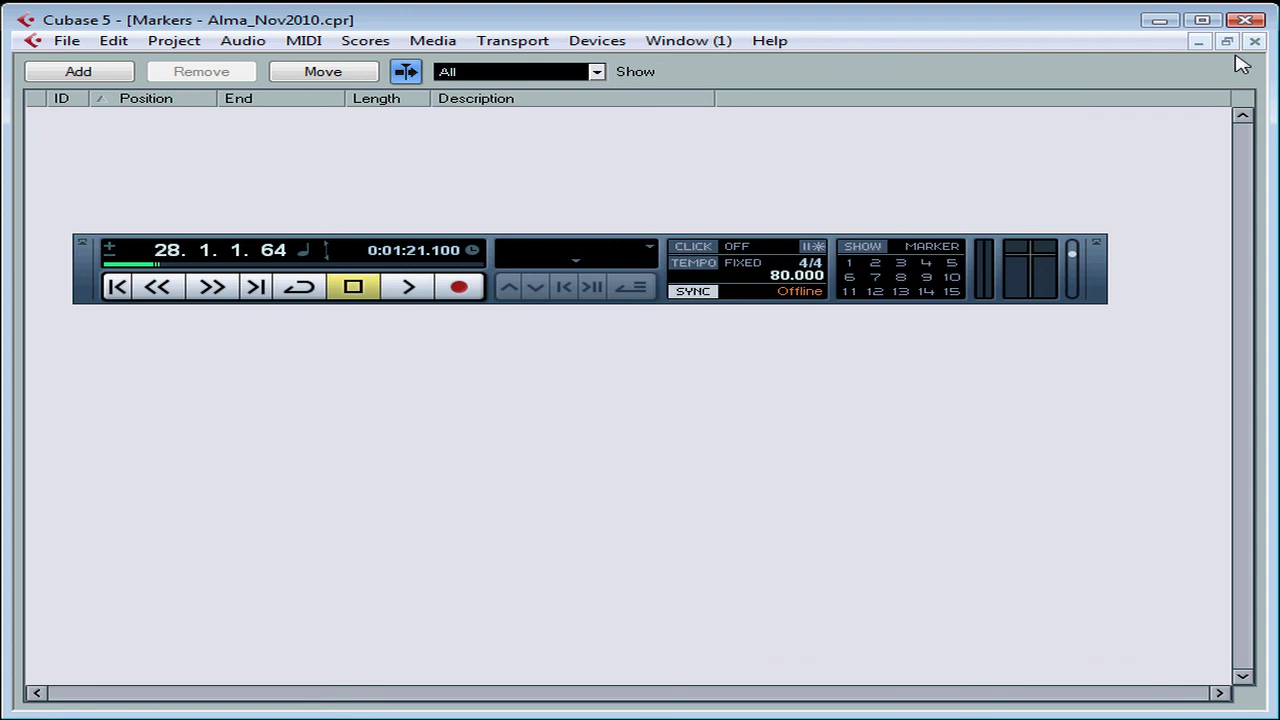 Cubase 5 - [Markers - Alma_Nov2010.cpr]
File Edit Project Audio MIDI Scores Media Transport Devices Window (1) Help
Add Remove Move All Show
ID Position End Length Description
28. 1. 1. 64 0:01:21.100 CLICK OFF SHOW MARKER
TEMPO FIXED 4/4 1 2 3 4 5
80.000 6 7 8 9 10
SYNC Offline 11 12 13 14 15